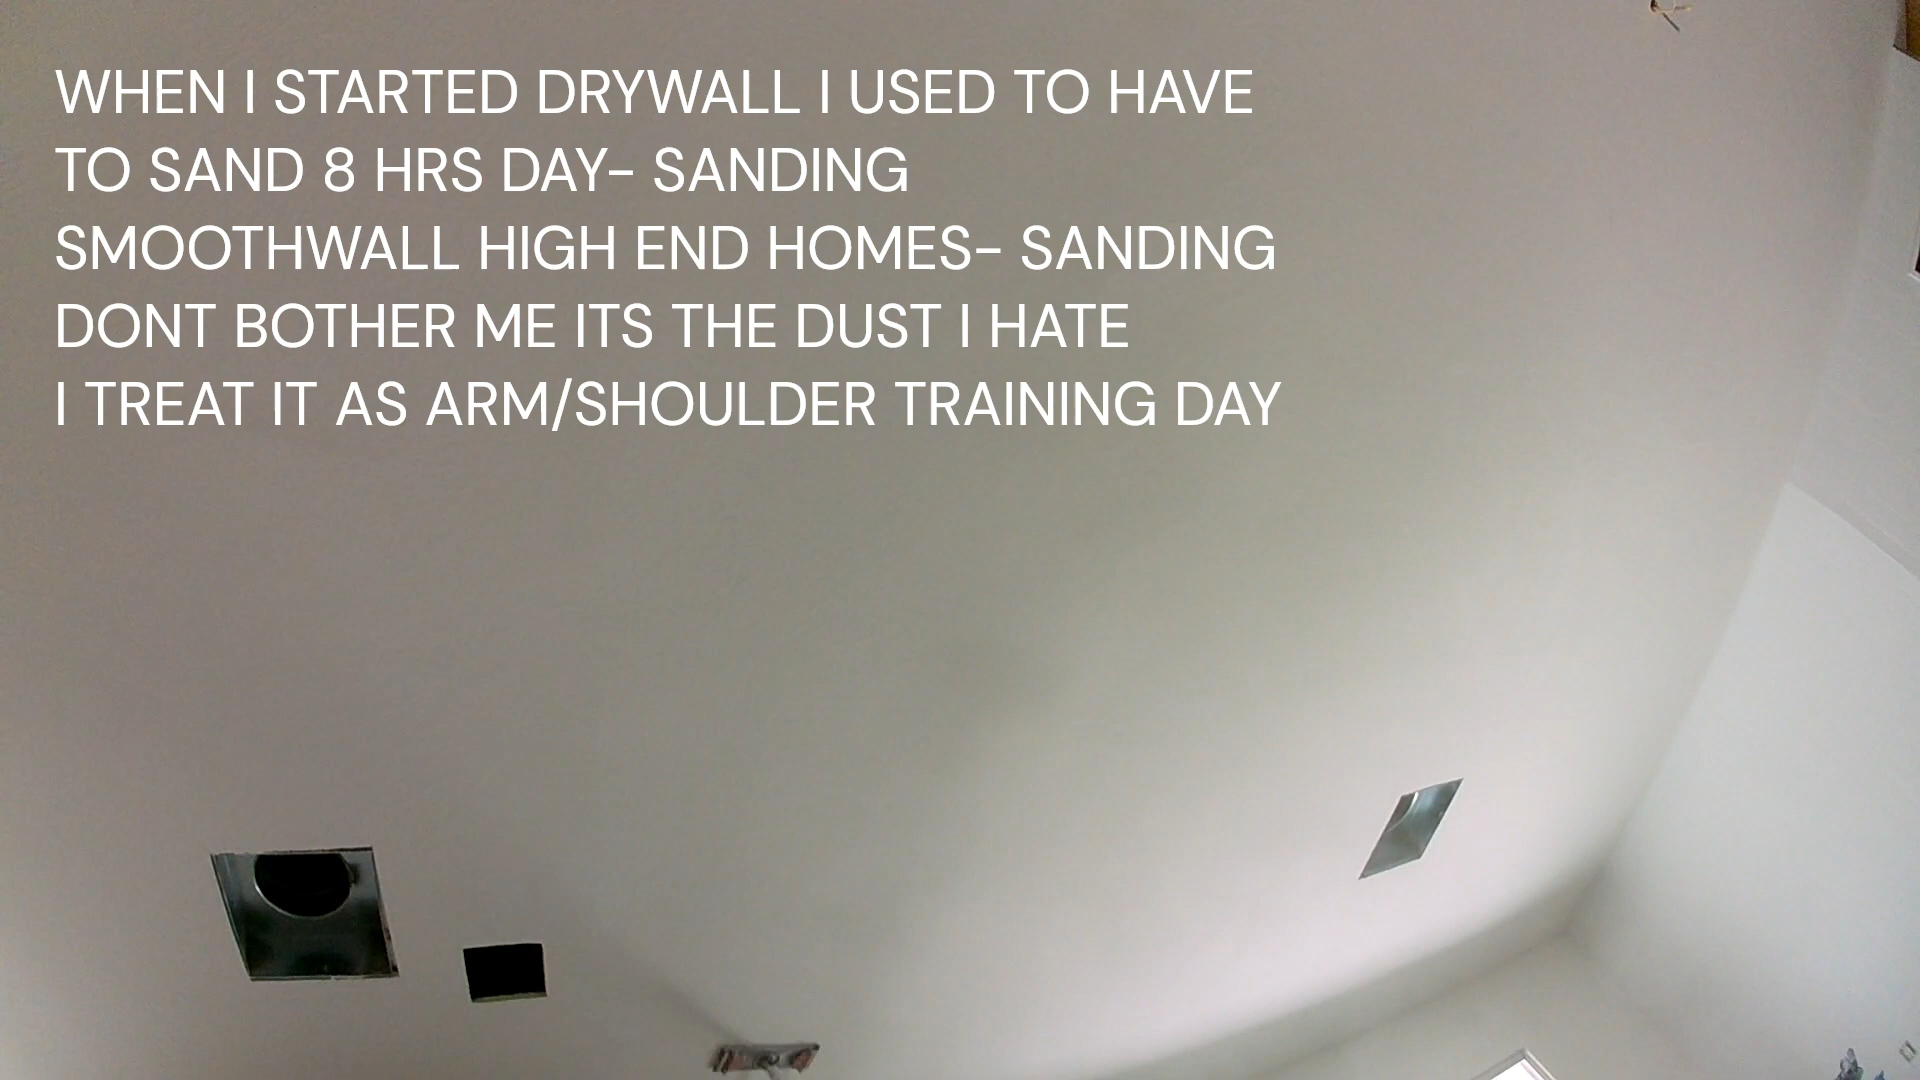 WHEN I STARTED DRYWALL I USED TO HAVE
TO SAND 8 HRS DAY- SANDING
SMOOTHWALL HIGH END HOMES- SANDING
DONT BOTHER ME ITS THE DUST I HATE
I TREAT IT AS ARM/SHOULDER TRAINING DAY